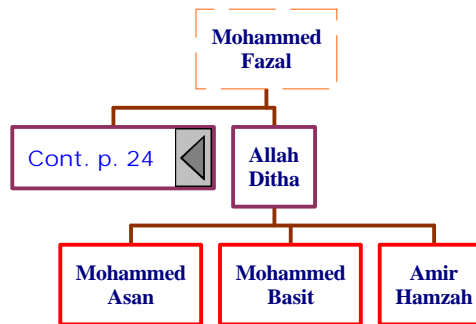 Mohammed
Fazal
Cont. p. 24
Allah
Ditha
Mohammed
Asan
Mohammed
Basit
Amir
Hamzah